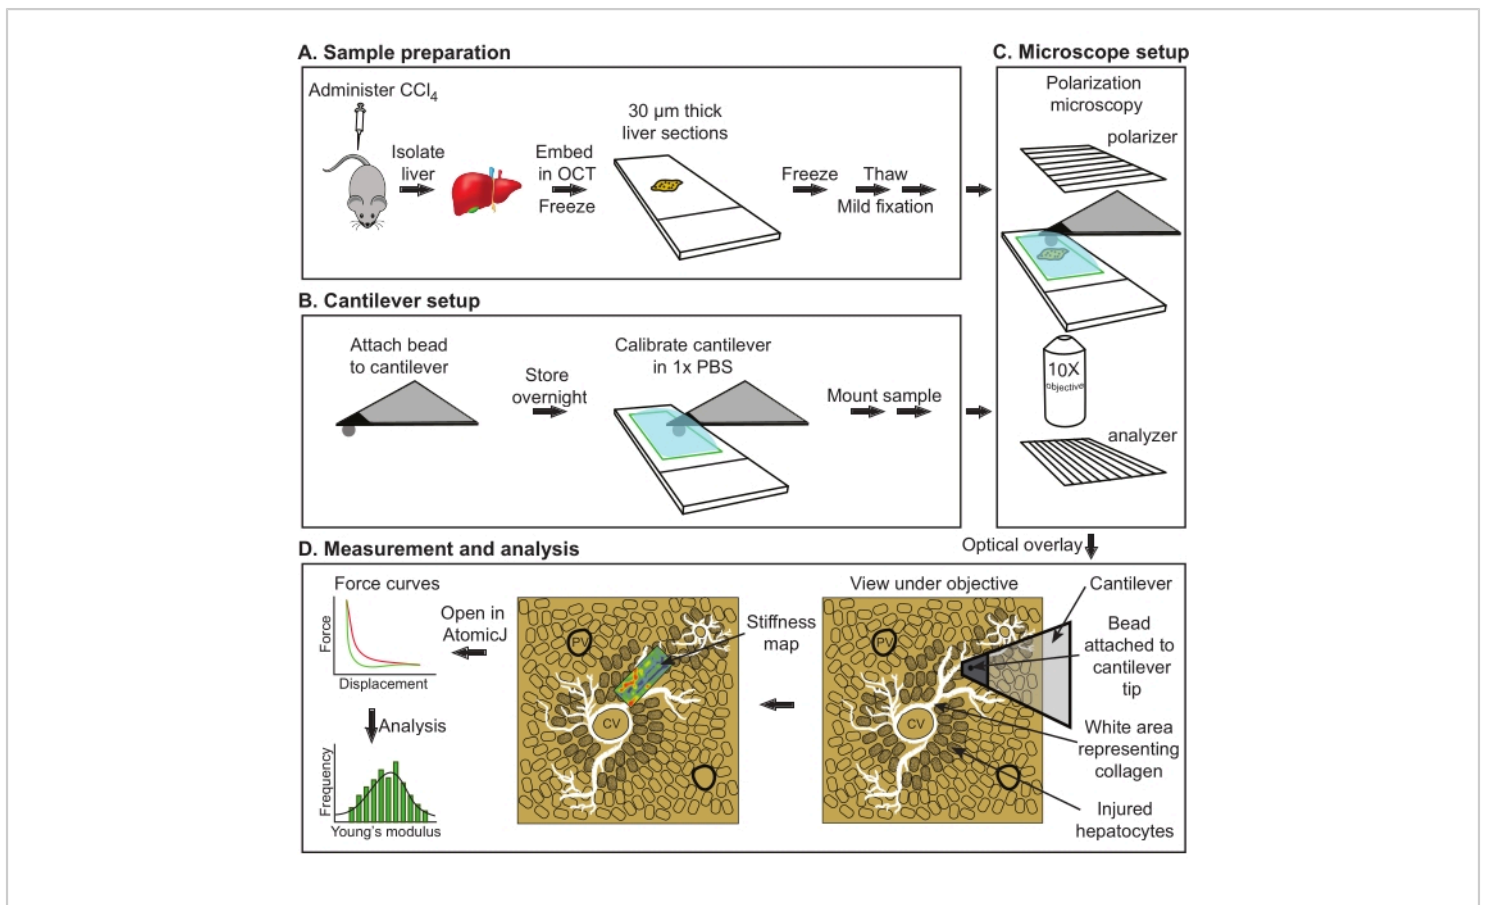 A. Sample preparation
Administer CCl4
Isolate
liver
Embed
in OCT
Freeze
30 µm thick
liver sections
Freeze
Thaw
Mild fixation
B. Cantilever setup
Attach bead
to cantilever
Store
overnight
Calibrate cantilever
in 1x PBS
Mount sample
C. Microscope setup
Polarization
microscopy
polarizer
10X
objective
analyzer
Optical overlay
D. Measurement and analysis
Force curves
Force
Displacement
Open in
AtomicJ
Analysis
Frequency
Young's modulus
PV
CV
Stiffness
map
View under objective
PV
CV
Cantilever
Bead
attached to
cantilever
tip
White area
representing
collagen
Injured
hepatocytes